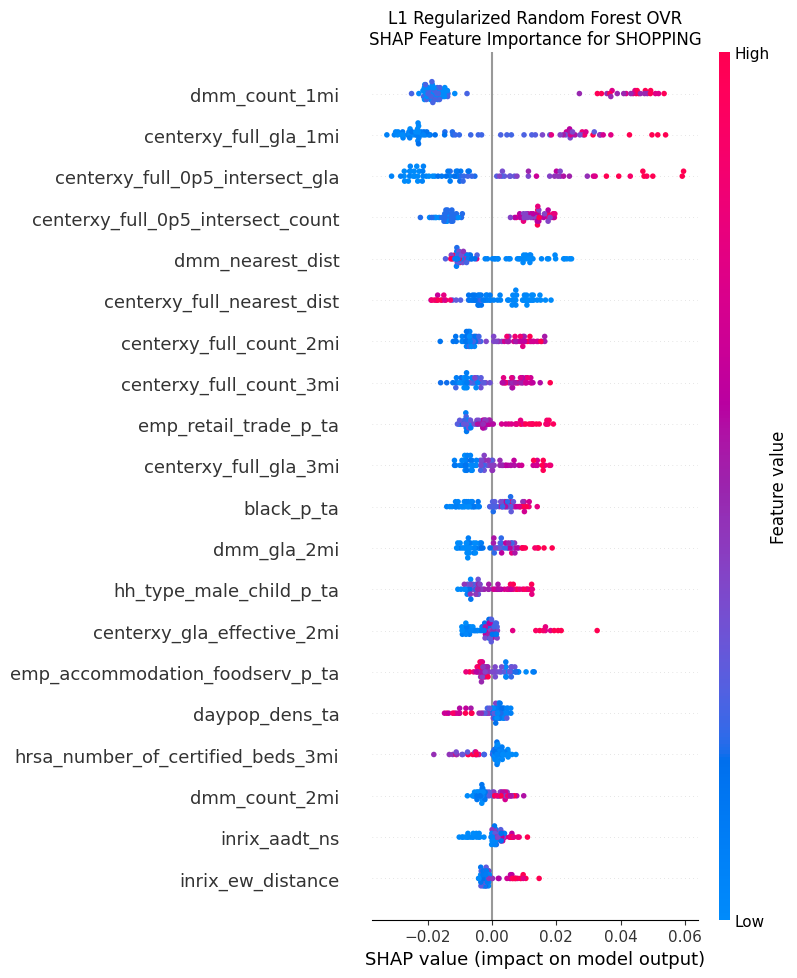 L1 Regularized Random Forest OVR
SHAP Feature Importance for SHOPPING
High
dmm_count_1mi
centerxy_full_gla_1mi
centerxy_full_0p5_intersect_gla
centerxy_full_0p5_intersect_count
dmm_nearest_dist
centerxy_full_nearest_dist
centerxy_full_count_2mi
centerxy_full_count_3mi
emp_retail_trade_p_ta
centerxy_full_gla_3mi
black_p_ta
dmm_gla_2mi
hh_type_male_child_p_ta
centerxy_gla_effective_2mi
emp_accommodation_foodserv_p_ta
daypop_dens_ta
hrsa_number_of_certified_beds_3mi
dmm_count_2mi
inrix_aadt_ns
inrix_ew_distance
Feature value
Low
−0.02 0.00 0.02 0.04 0.06
SHAP value (impact on model output)